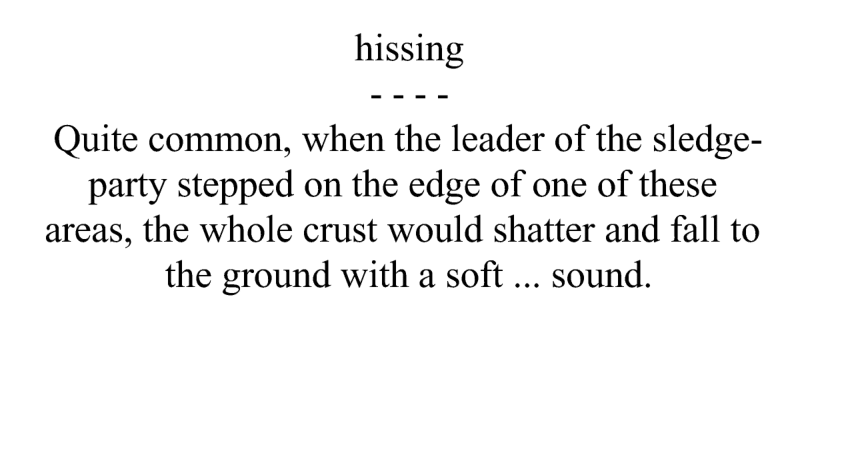 hissing
- - - -
Quite common, when the leader of the sledge-
party stepped on the edge of one of these
areas, the whole crust would shatter and fall to
the ground with a soft ... sound.